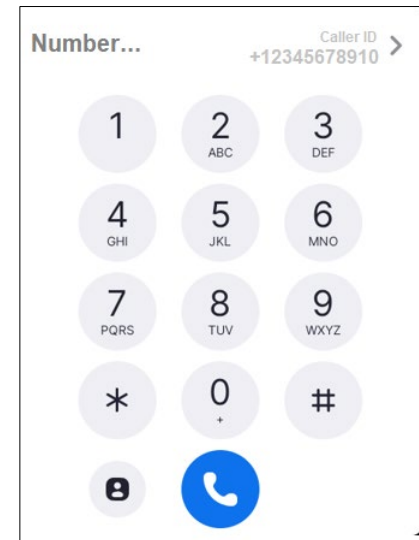 Number...
Caller ID
+12345678910
1 2 3
ABC DEF
4 5 6
GHI JKL MNO
7 8 9
PQRS TUV WXYZ
* 0 #
+